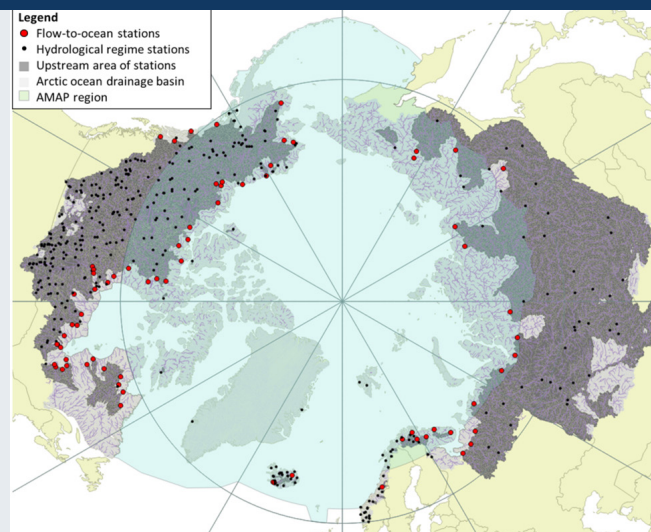 Legend
Flow-to-ocean stations
Hydrological regime stations
Upstream area of stations
Arctic ocean drainage basin
AMAP region